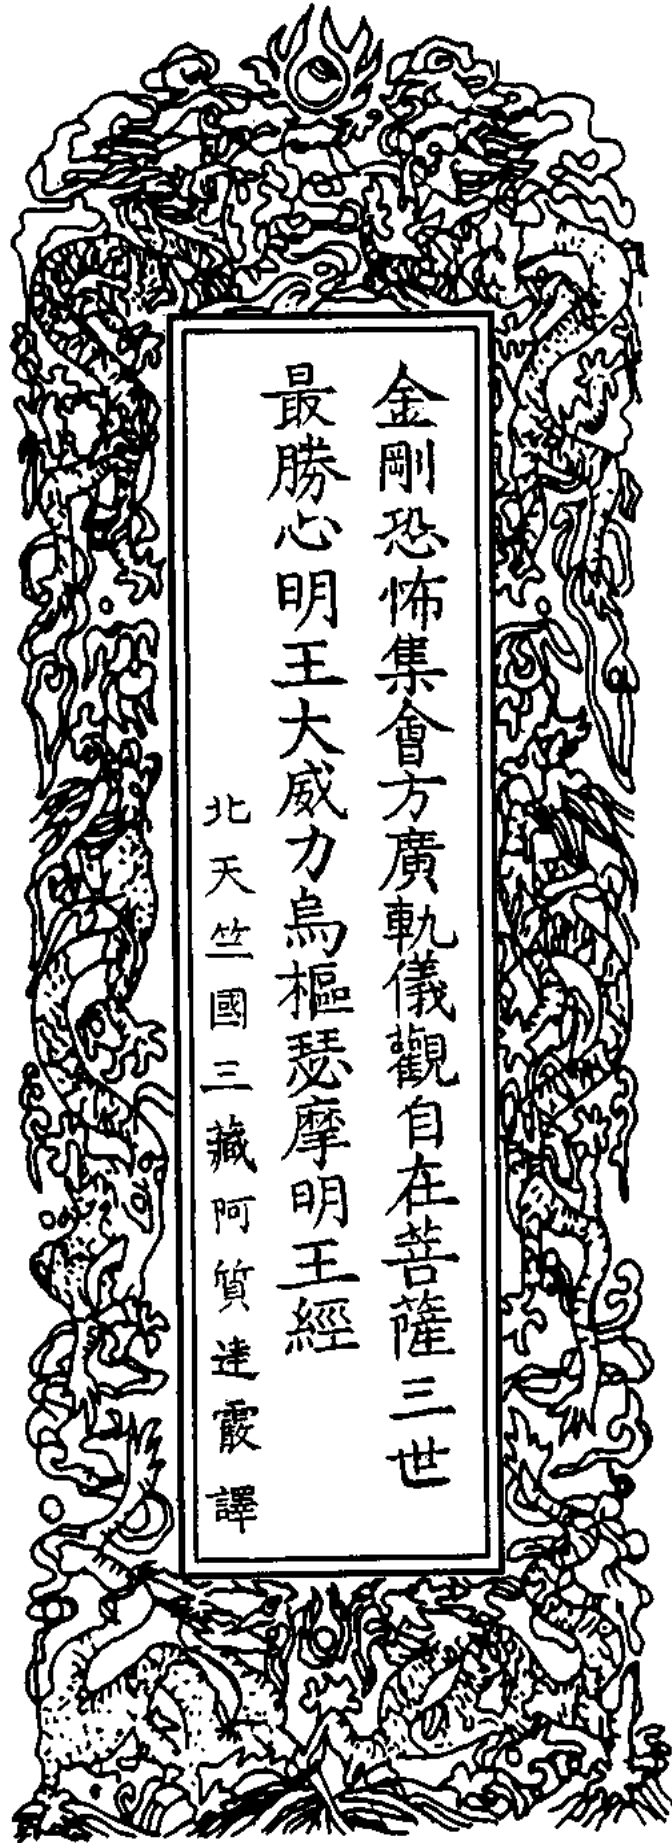 金剛恐怖集會方廣軌儀觀自在菩薩三世
最勝心明王大威力烏樞瑟摩明王經
北天竺國三藏阿質達霰譯